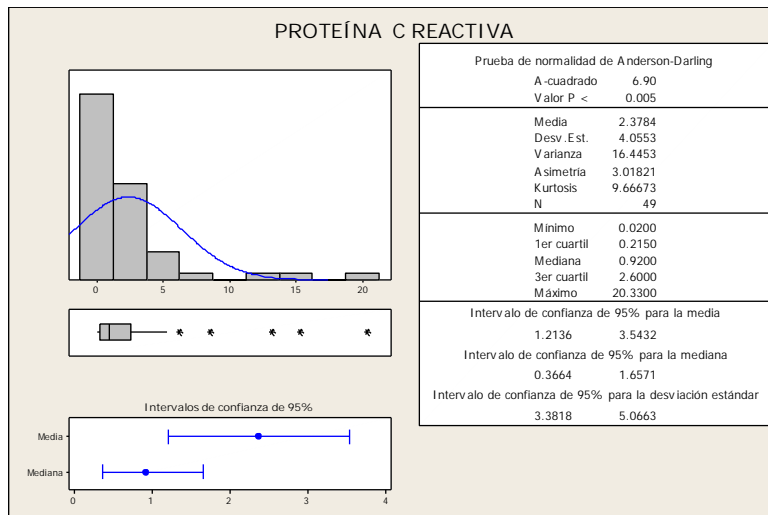 PROTEÍNA C REACTIVA
0 5 10 15 20
Intervalos de confianza de 95%
Media
Mediana
0 1 2 3 4
Prueba de normalidad de Anderson-Darling
A-cuadrado 6.90
Valor P < 0.005
Media 2.3784
Desv.Est. 4.0553
Varianza 16.4453
Asimetría 3.01821
Kurtosis 9.66673
N 49
Mínimo 0.0200
1er cuartil 0.2150
Mediana 0.9200
3er cuartil 2.6000
Máximo 20.3300
Intervalo de confianza de 95% para la media
1.2136 3.5432
Intervalo de confianza de 95% para la mediana
0.3664 1.6571
Intervalo de confianza de 95% para la desviación estándar
3.3818 5.0663